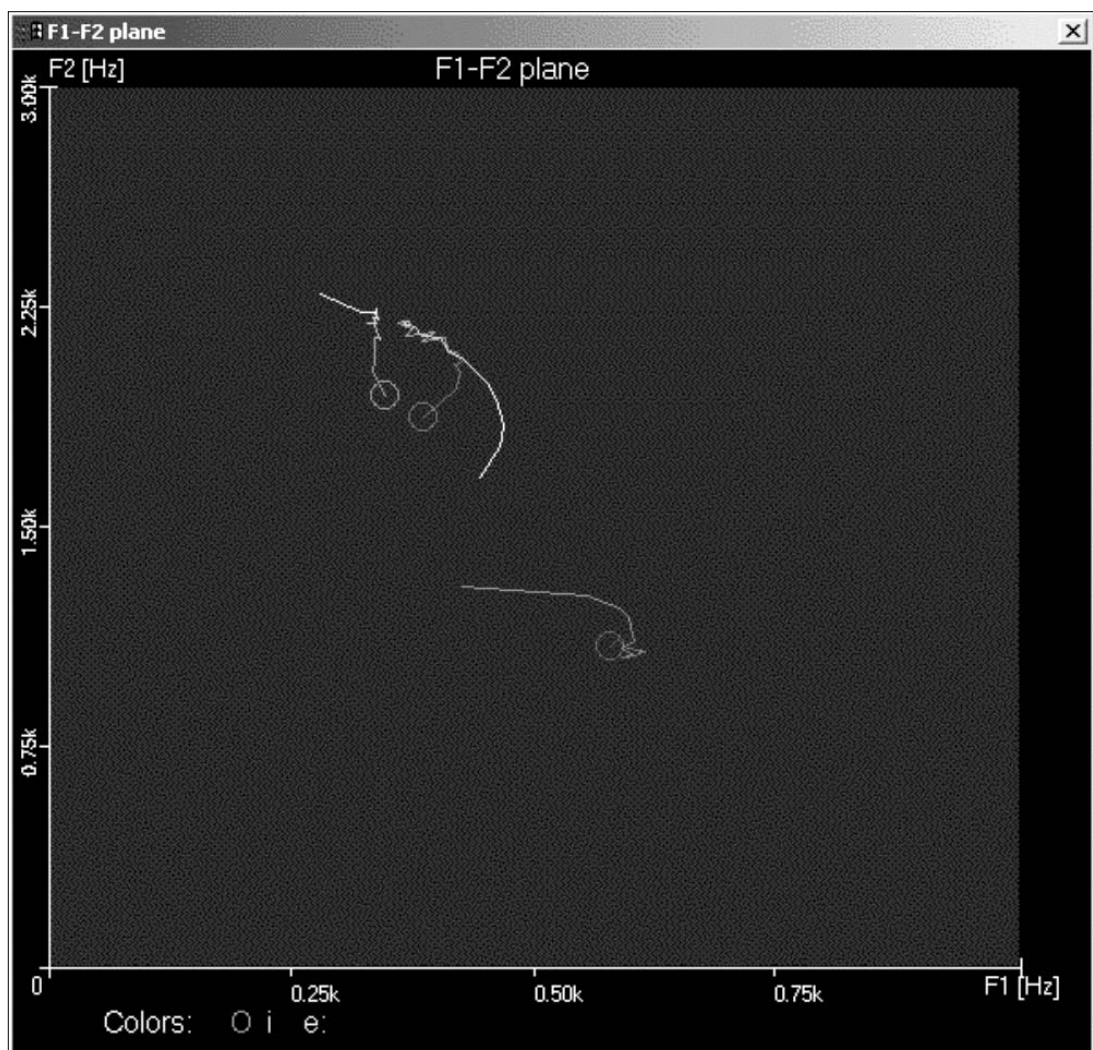 F1-F2 plane
F2 [Hz] F1-F2 plane
3.00k
2.25k
1.50k
0.75k
0 0.25k 0.50k 0.75k F1 [Hz]
Colors: O i e: